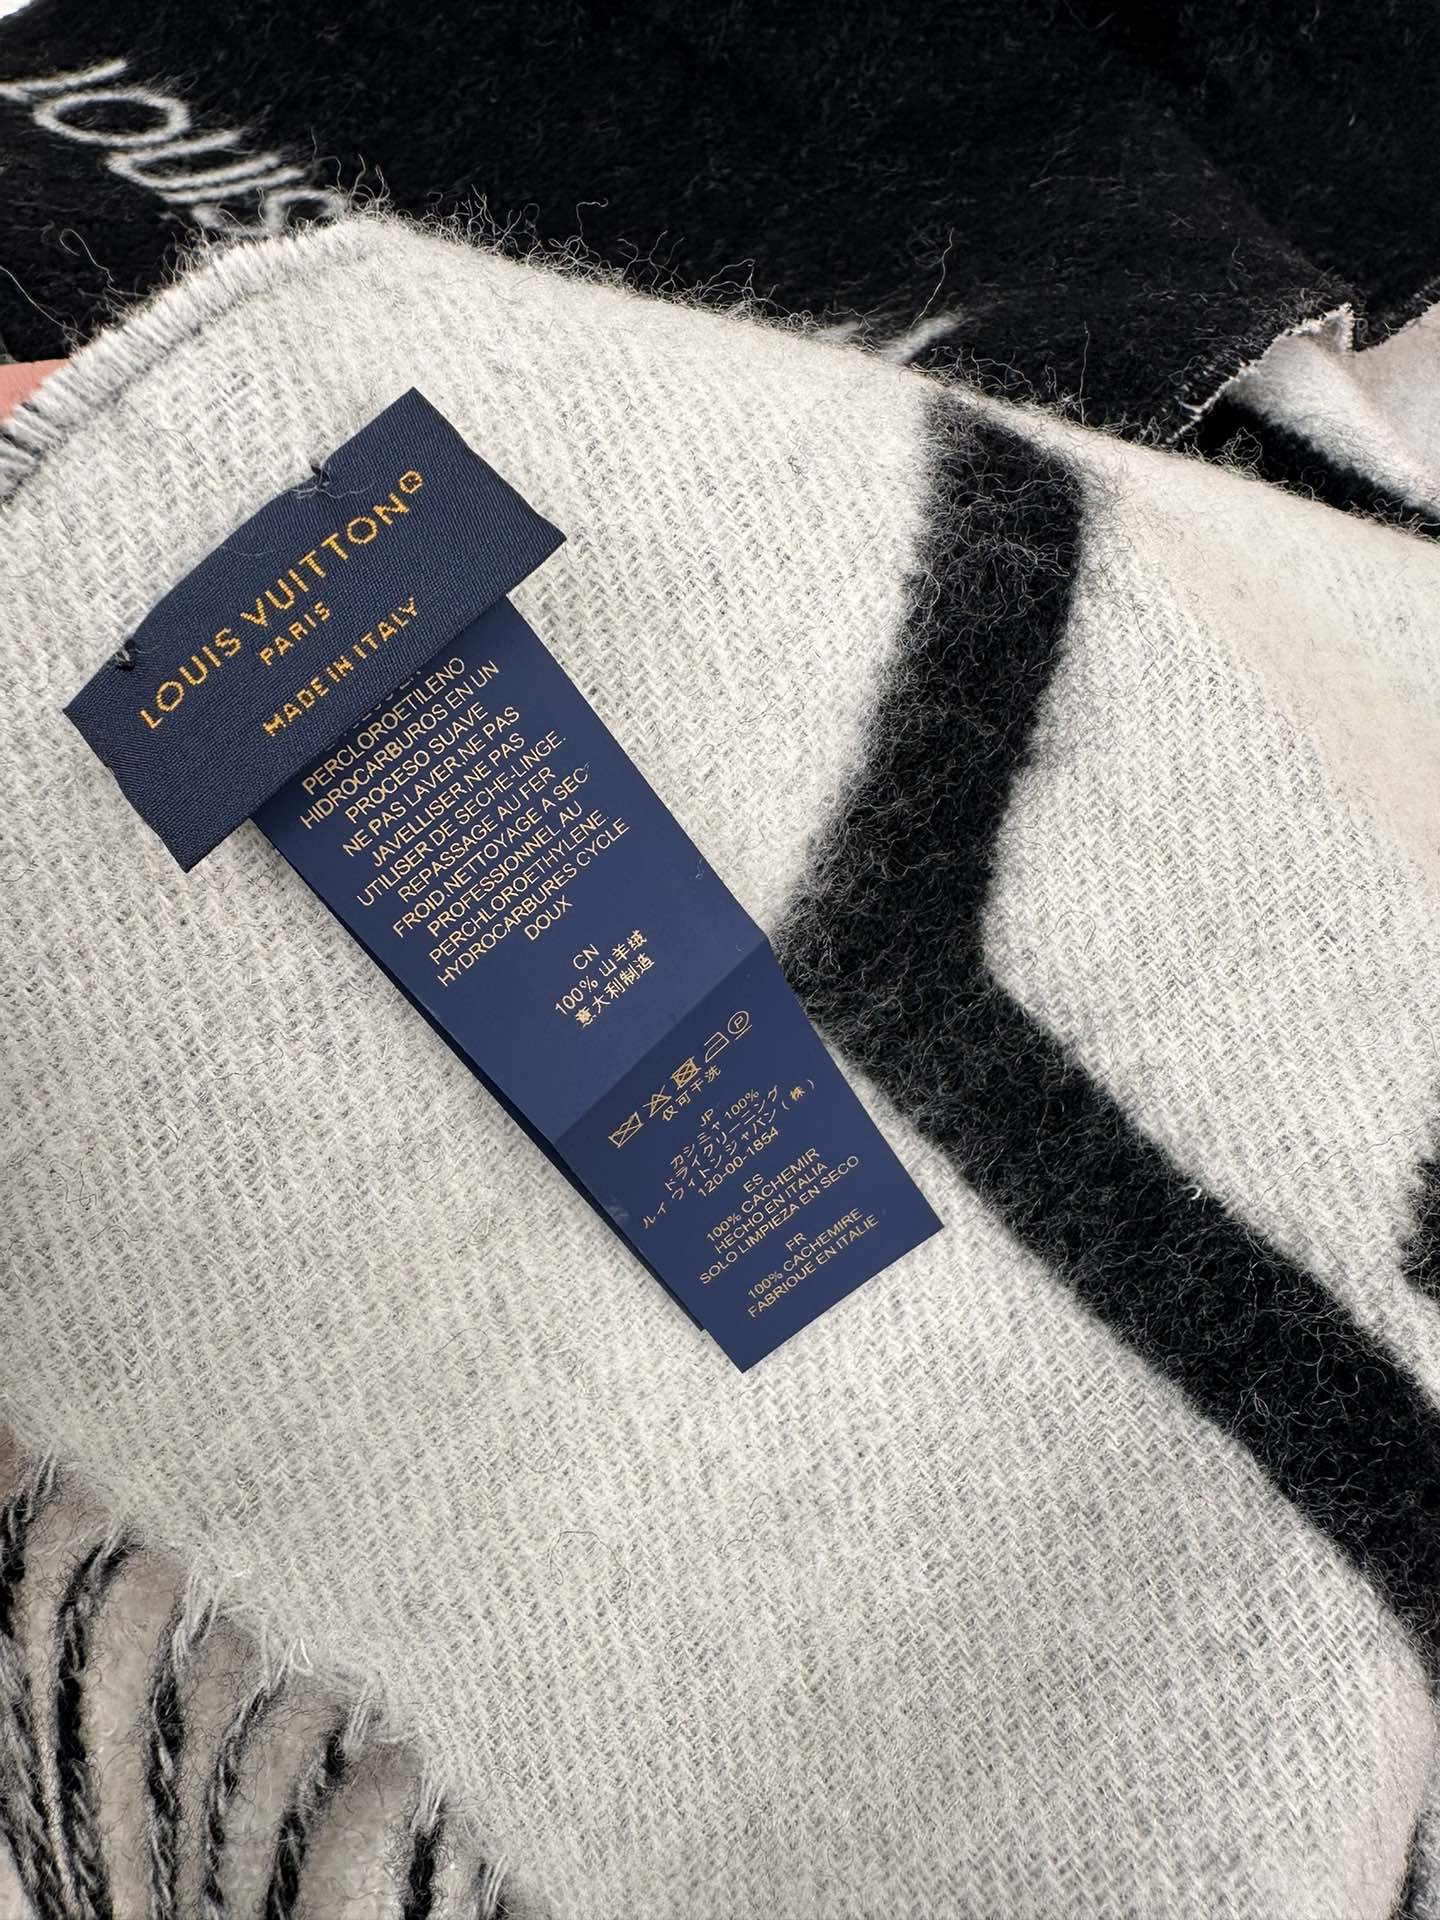 Louis
LOUIS VUITTON®
PARIS
MADE IN ITALY
PERCLOROETILENO
HIDROCARBUROS EN UN
PROCESO SUAVE
NE PAS LAVER,NE PAS
JAVELLISER,NE PAS
UTILISER DE SECHE-LINGE.
REPASSAGE AU FER
FROID.NETTOYAGE A SEC
PROFESSIONNEL AU
PERCHLOROETHYLENE
HYDROCARBURES CYCLE
DOUX
CN
100% 山羊绒
意大利制造
仅可干洗
JP
カシミヤ 100%
ドライクリーニング
ルイ ヴィトンジャパン(株)
120-00-1854
ES
100% CACHEMIR
HECHO EN ITALIA
SOLO LIMPIEZA EN SECO
FR
100% CACHEMIRE
FABRIQUE EN ITALIE